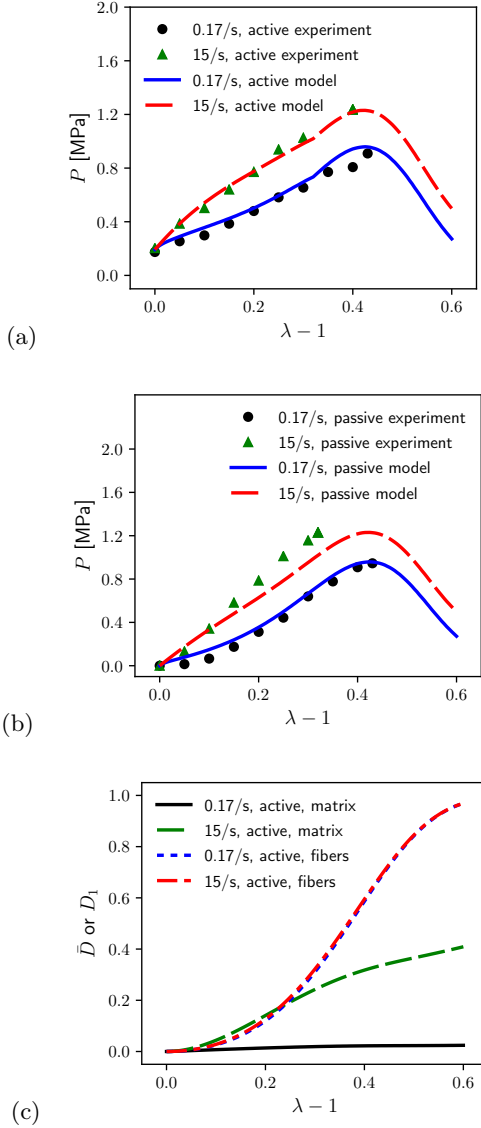 0.17/s, active experiment
15/s, active experiment
0.17/s, active model
15/s, active model
1.6
1.2
0.8
0.4
0.0
P [MPa]
0.0 0.2 0.4 0.6
λ − 1
(a)
0.17/s, passive experiment
15/s, passive experiment
0.17/s, passive model
15/s, passive model
2.0
1.6
1.2
0.8
0.4
0.0
P [MPa]
0.0 0.2 0.4 0.6
λ − 1
(b)
0.17/s, active, matrix
15/s, active, matrix
0.17/s, active, fibers
15/s, active, fibers
1.0
0.8
0.6
0.4
0.2
0.0
D̄ or D₁
0.0 0.2 0.4 0.6
λ − 1
(c)